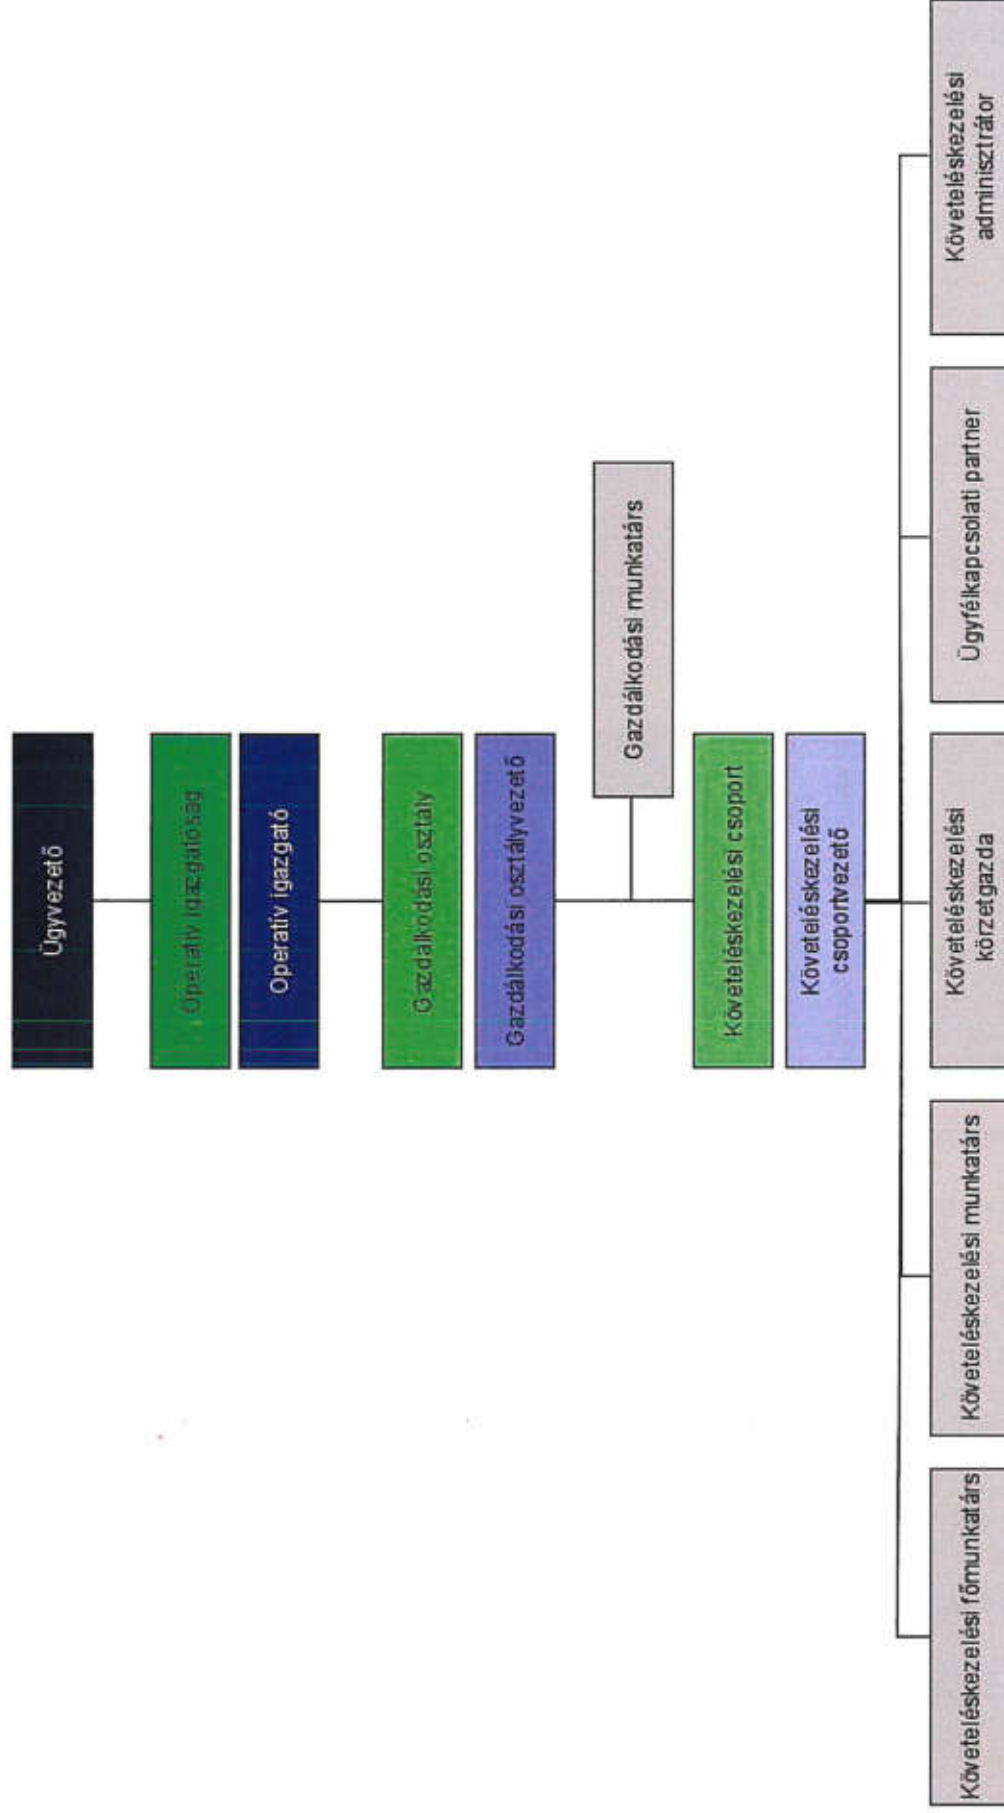 Ügyvezető
Operatív igazgatóság
Operatív igazgató
Gazdálkodási osztály
Gazdálkodási osztályvezető
Gazdálkodási munkatárs
Követeléskezelési csoport
Követeléskezelési
csoportvezető
Követeléskezelési főmunkatárs
Követeléskezelési munkatárs
Követeléskezelési
körzetgazda
Ügyfélkapcsolati partner
Követeléskezelési
adminisztrátor